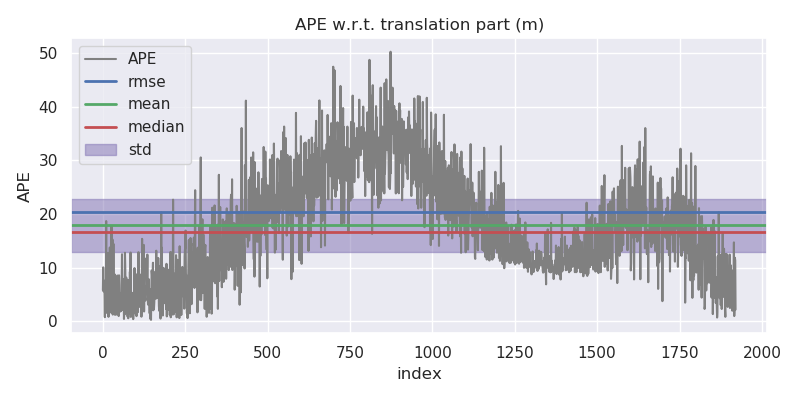 APE w.r.t. translation part (m)
APE
rmse
mean
median
std
50
40
30
20
10
0
APE
0 250 500 750 1000 1250 1500 1750 2000
index